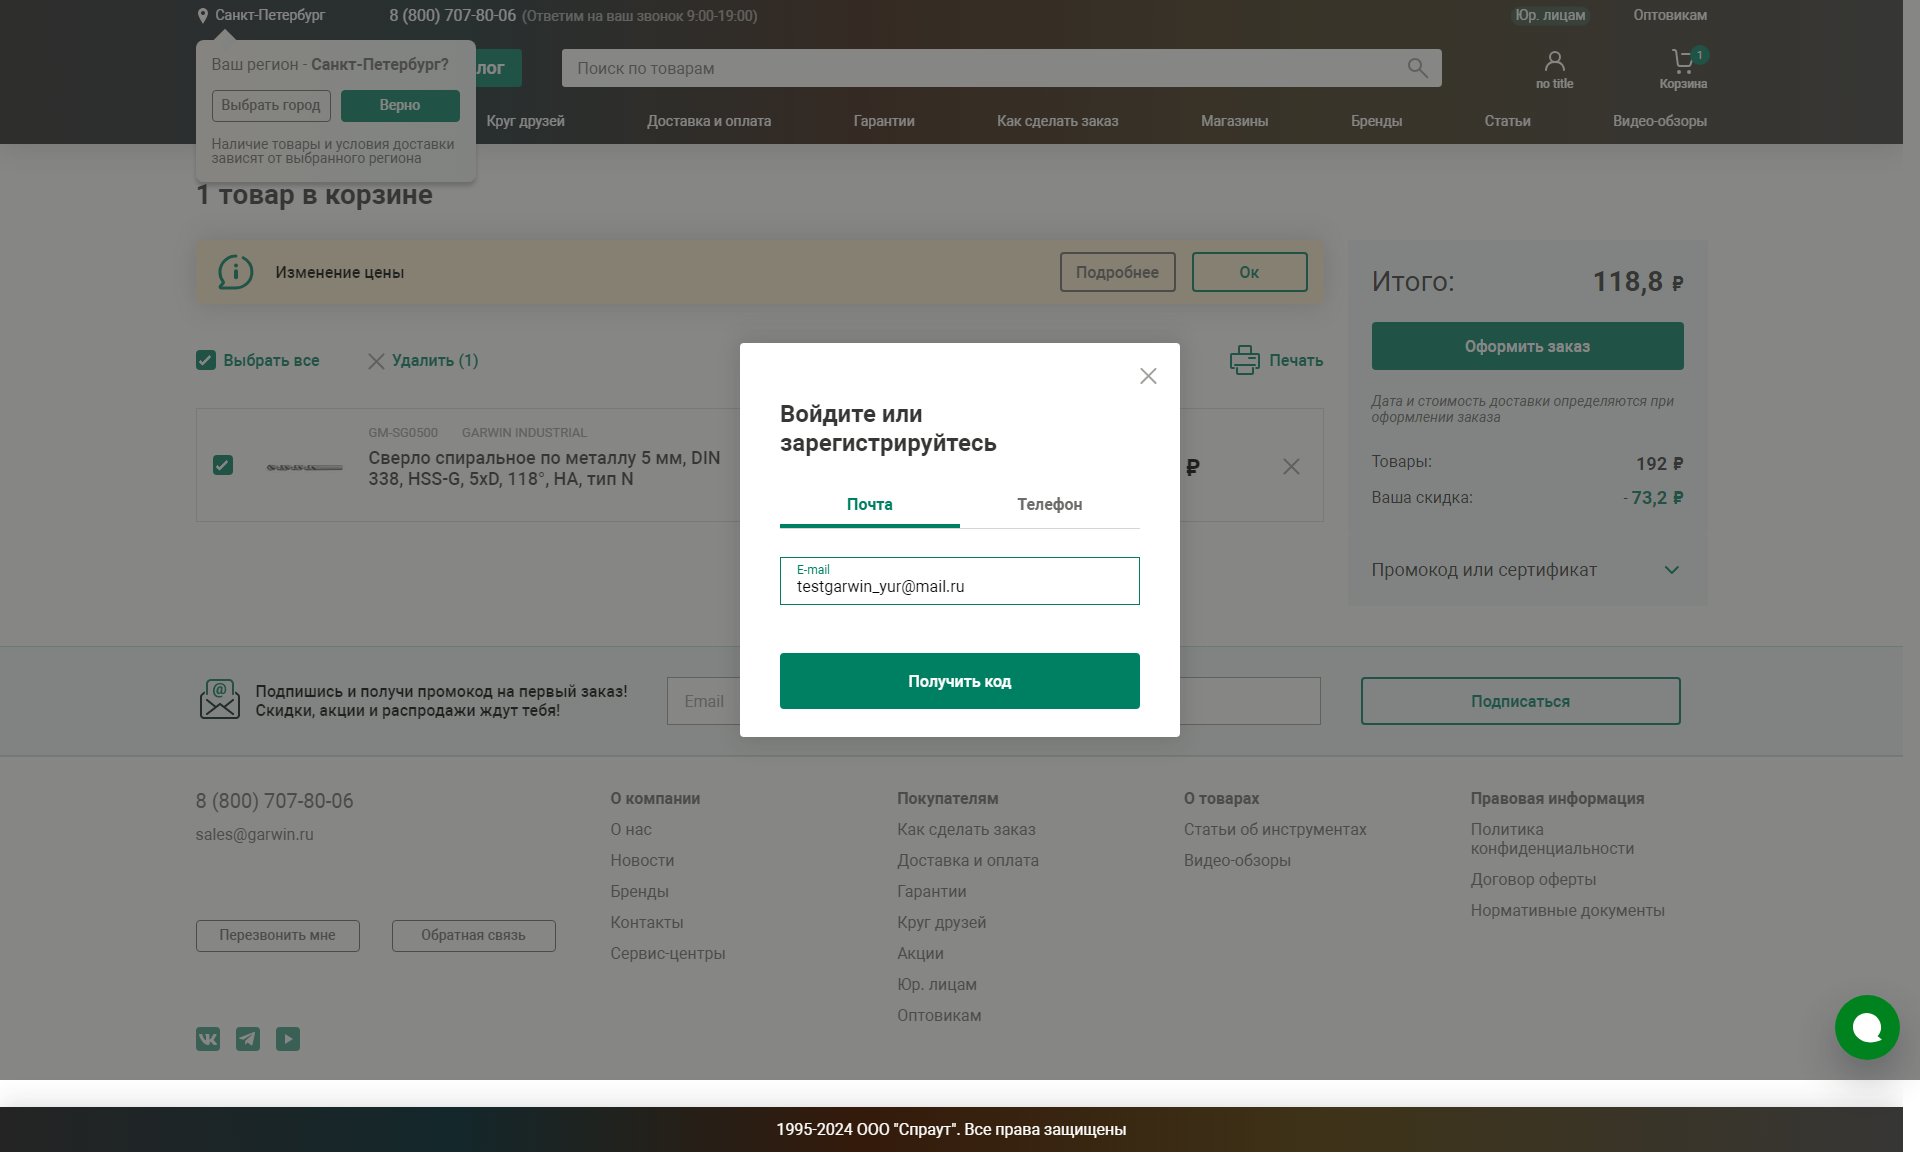 Санкт-Петербург
8 (800) 707-80-06 (Ответим на ваш звонок 9:00-19:00)
Юр. лицам
Оптовикам
Ваш регион - Санкт-Петербург?
Выбрать город
Верно
Наличие товары и условия доставки
зависят от выбранного региона
лог
Поиск по товарам
no title
1
Корзина
Круг друзей
Доставка и оплата
Гарантии
Как сделать заказ
Магазины
Бренды
Статьи
Видео-обзоры
1 товар в корзине
Изменение цены
Подробнее
Ок
Выбрать все
Удалить (1)
Печать
GM-SG0500
GARWIN INDUSTRIAL
Сверло спиральное по металлу 5 мм, DIN
338, HSS-G, 5xD, 118°, HA, тип N
₽
Итого:
118,8 ₽
Оформить заказ
Дата и стоимость доставки определяются при
оформлении заказа
Товары:
192 ₽
Ваша скидка:
- 73,2 ₽
Промокод или сертификат
Войдите или
зарегистрируйтесь
Почта
Телефон
E-mail
testgarwin_yur@mail.ru
Получить код
Подпишись и получи промокод на первый заказ!
Скидки, акции и распродажи ждут тебя!
Email
Подписаться
8 (800) 707-80-06
sales@garwin.ru
Перезвонить мне
Обратная связь
О компании
О нас
Новости
Бренды
Контакты
Сервис-центры
Покупателям
Как сделать заказ
Доставка и оплата
Гарантии
Круг друзей
Акции
Юр. лицам
Оптовикам
О товарах
Статьи об инструментах
Видео-обзоры
Правовая информация
Политика
конфиденциальности
Договор оферты
Нормативные документы
1995-2024 ООО "Спраут". Все права защищены